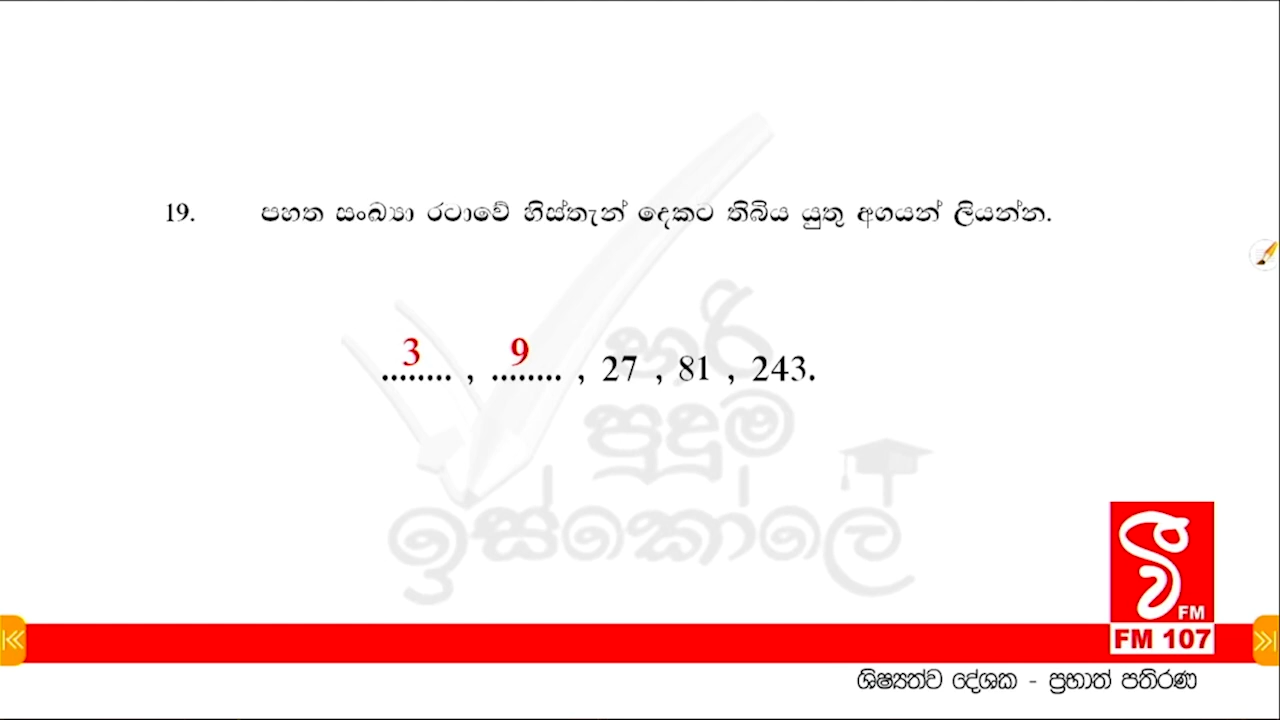 19. පහත සංඛ්‍යා රටාවේ හිස්තැන් දෙකට තිබිය යුතු අගයන් ලියන්න.
3 , 9 , 27 , 81 , 243.
හරි
පුදුම
ඉස්කෝලේ
FM
FM 107
ශිෂ්‍යත්ව දේශක - ප්‍රභාත් පතිරණ